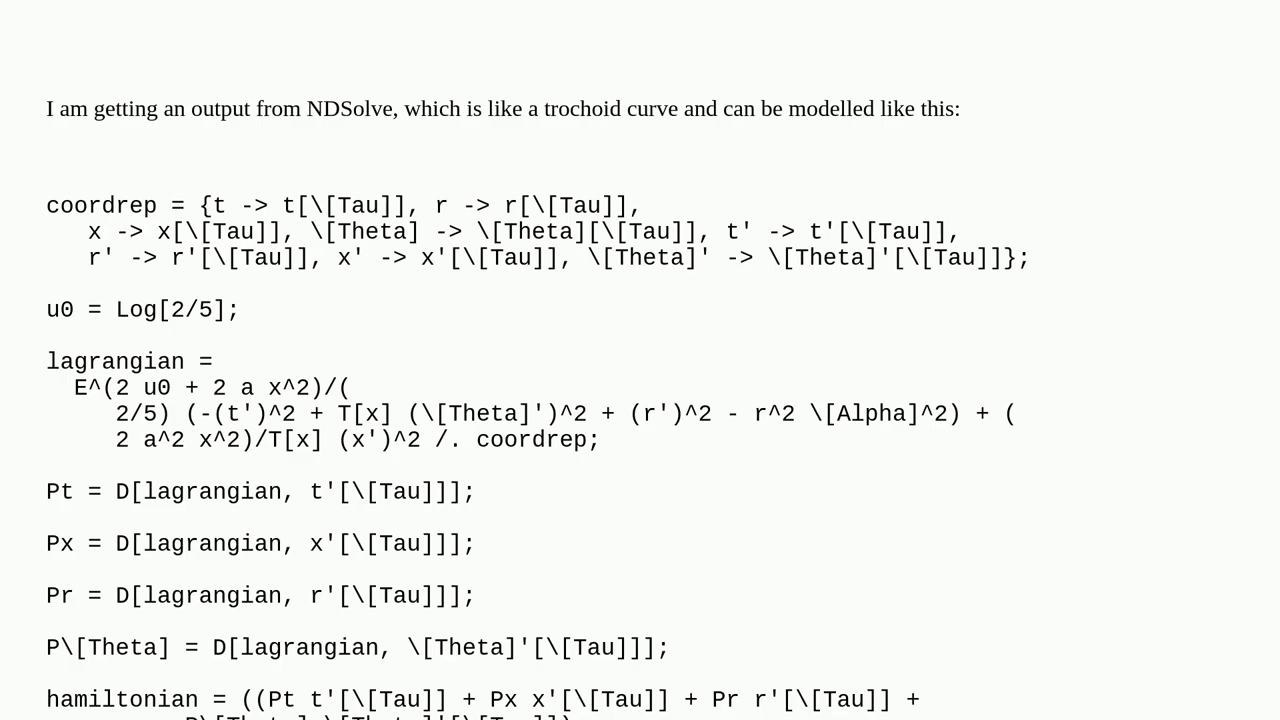 I am getting an output from NDSolve, which is like a trochoid curve and can be modelled like this:
coordrep = {t -> t[\[Tau]], r -> r[\[Tau]],
x -> x[\[Tau]], \[Theta] -> \[Theta][\[Tau]], t' -> t'[\[Tau]],
r' -> r'[\[Tau]], x' -> x'[\[Tau]], \[Theta]' -> \[Theta]'[\[Tau]]};
u0 = Log[2/5];
lagrangian =
E^(2 u0 + 2 a x^2)/(
2/5) (-(t')^2 + T[x] (\[Theta]')^2 + (r')^2 - r^2 \[Alpha]^2) + (
2 a^2 x^2)/T[x] (x')^2 /. coordrep;
Pt = D[lagrangian, t'[\[Tau]]];
Px = D[lagrangian, x'[\[Tau]]];
Pr = D[lagrangian, r'[\[Tau]]];
P\[Theta] = D[lagrangian, \[Theta]'[\[Tau]]];
hamiltonian = ((Pt t'[\[Tau]] + Px x'[\[Tau]] + Pr r'[\[Tau]] +